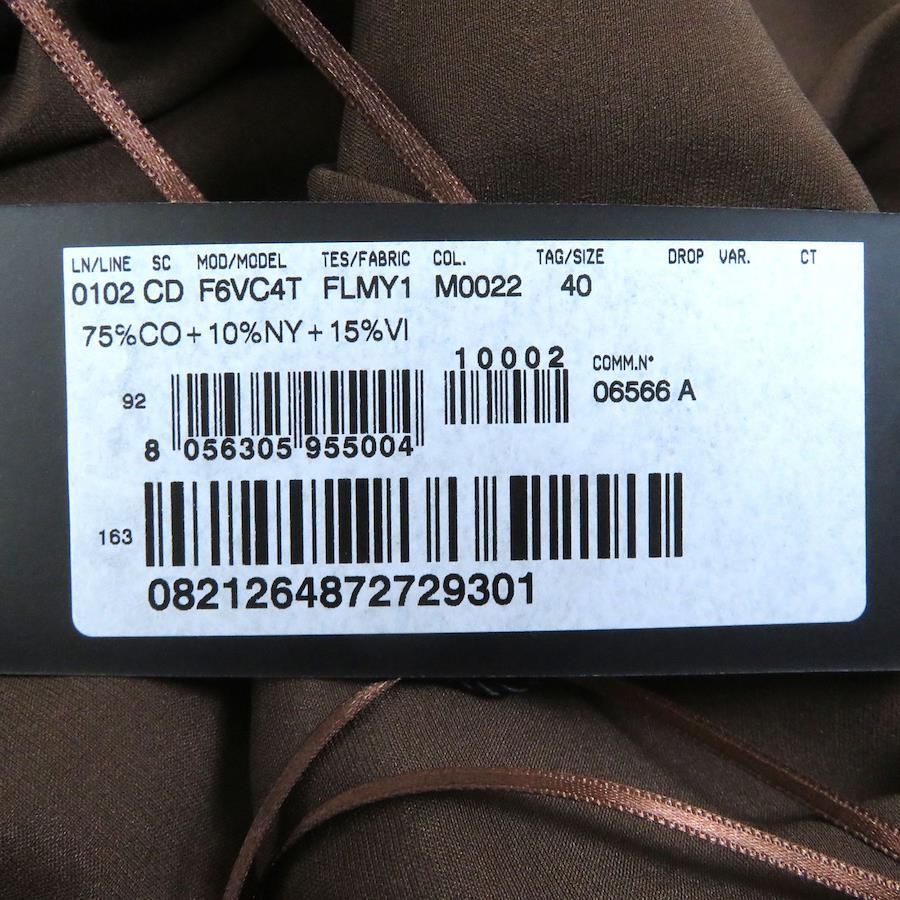 LN/LINE SC MOD/MODEL TES/FABRIC COL. TAG/SIZE DROP VAR. CT
0102 CD F6VC4T FLMY1 M0022 40
75%CO+10%NY+15%VI
10002 COMM.N°
92 06566 A
8 056305 955004
163
0821264872729301